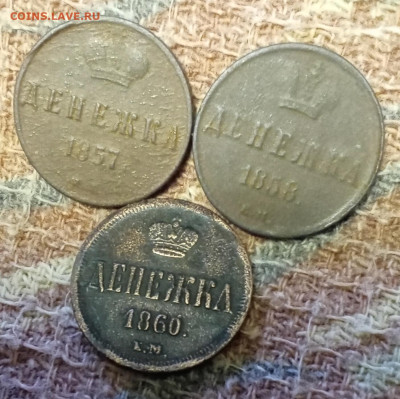 COINS.LAVE.RU
ДЕНЕЖКА
1857.
ДЕНЕЖКА
1858.
ДЕНЕЖКА
1860.
Е.М.